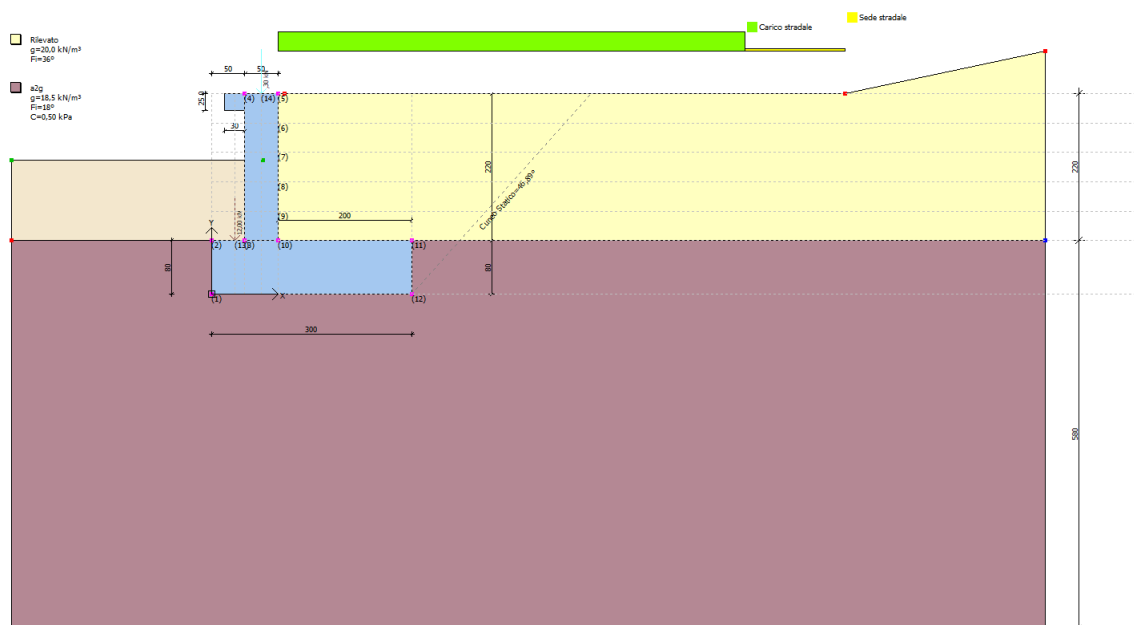 Rilevato
g=20,0 kN/m³
Fi=36°
a2g
g=18,5 kN/m³
Fi=18°
C=0,50 kPa
Carico stradale
Sede stradale
50
50
25,0
30
(4)
(14)
(5)
(6)
(7)
(8)
(9)
200
220
220
Cuneo Statico=46,89°
Y
(2)
(10)
(11)
80
80
(1)
X
(12)
300
580